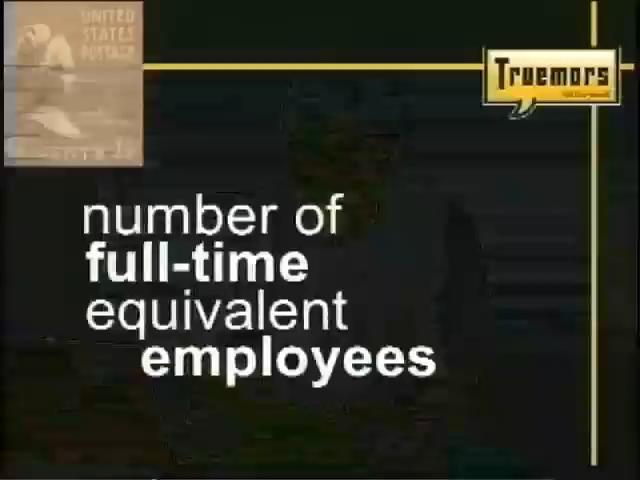 UNITED
STATES
POSTAGE
Truemors
number of
full-time
equivalent
employees